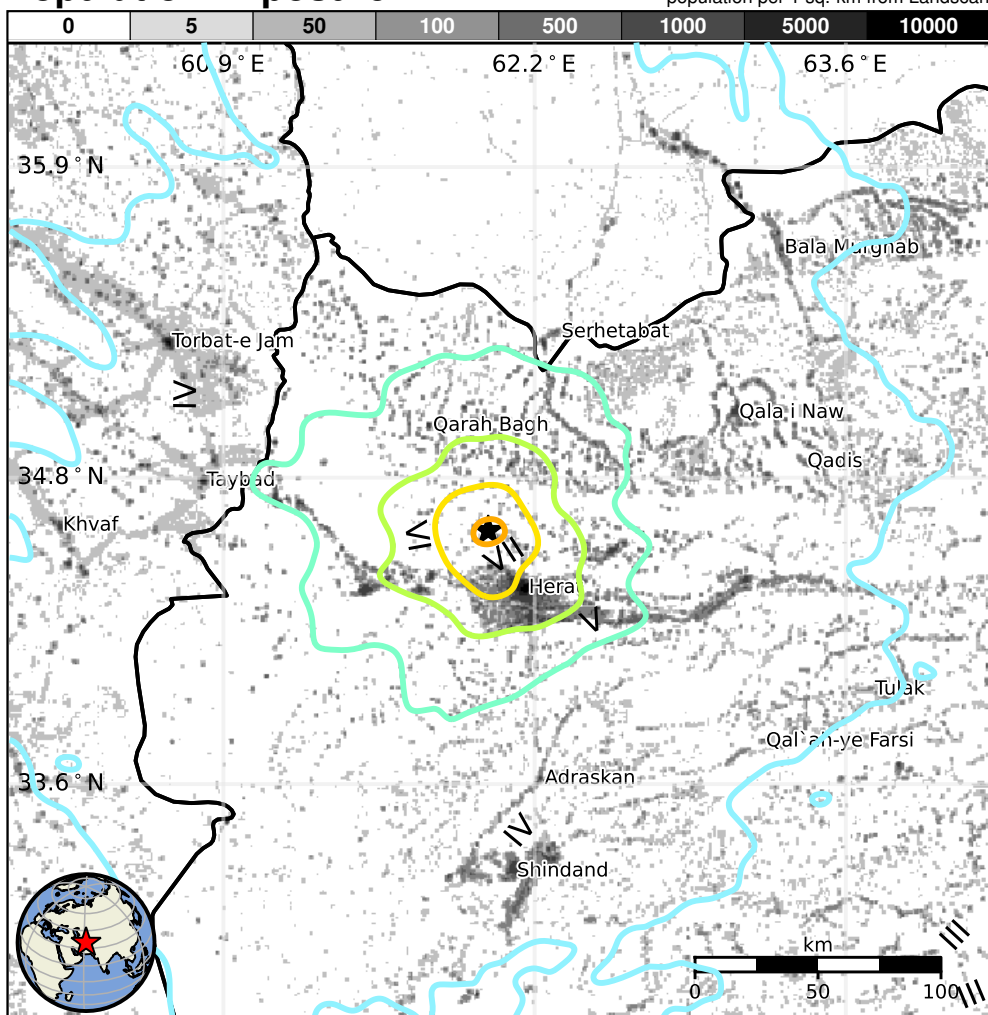 population per 1 sq. km from Landscan
0 5 50 100 500 1000 5000 10000
60.9°E 62.2°E 63.6°E
35.9°N
Bala Murghab
Serhetabat
Torbat-e Jam
IV
Qala i Naw
Qarah Bagh
Qadis
34.8°N
Taybad
Khvaf
VI
VII
Herat
V
Tulak
Qal`ah-ye Farsi
33.6°N
Adraskan
IV
Shindand
III
km
0 50 100
III